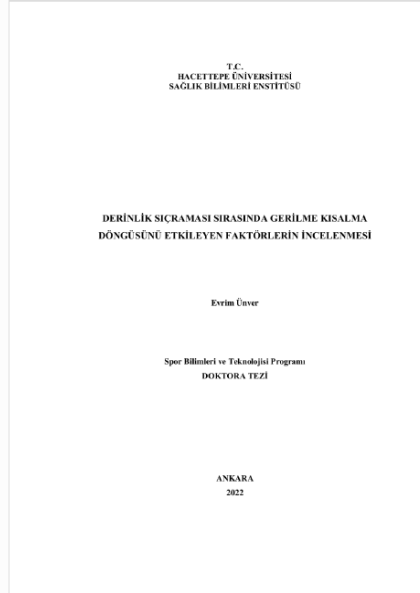 T.C.
HACETTEPE ÜNİVERSİTESİ
SAĞLIK BİLİMLERİ ENSTİTÜSÜ
DERİNLİK SIÇRAMASI SIRASINDA GERİLME KISALMA
DÖNGÜSÜNÜ ETKİLEYEN FAKTÖRLERİN İNCELENMESİ
Evrim Ünver
Spor Bilimleri ve Teknolojisi Programı
DOKTORA TEZİ
ANKARA
2022